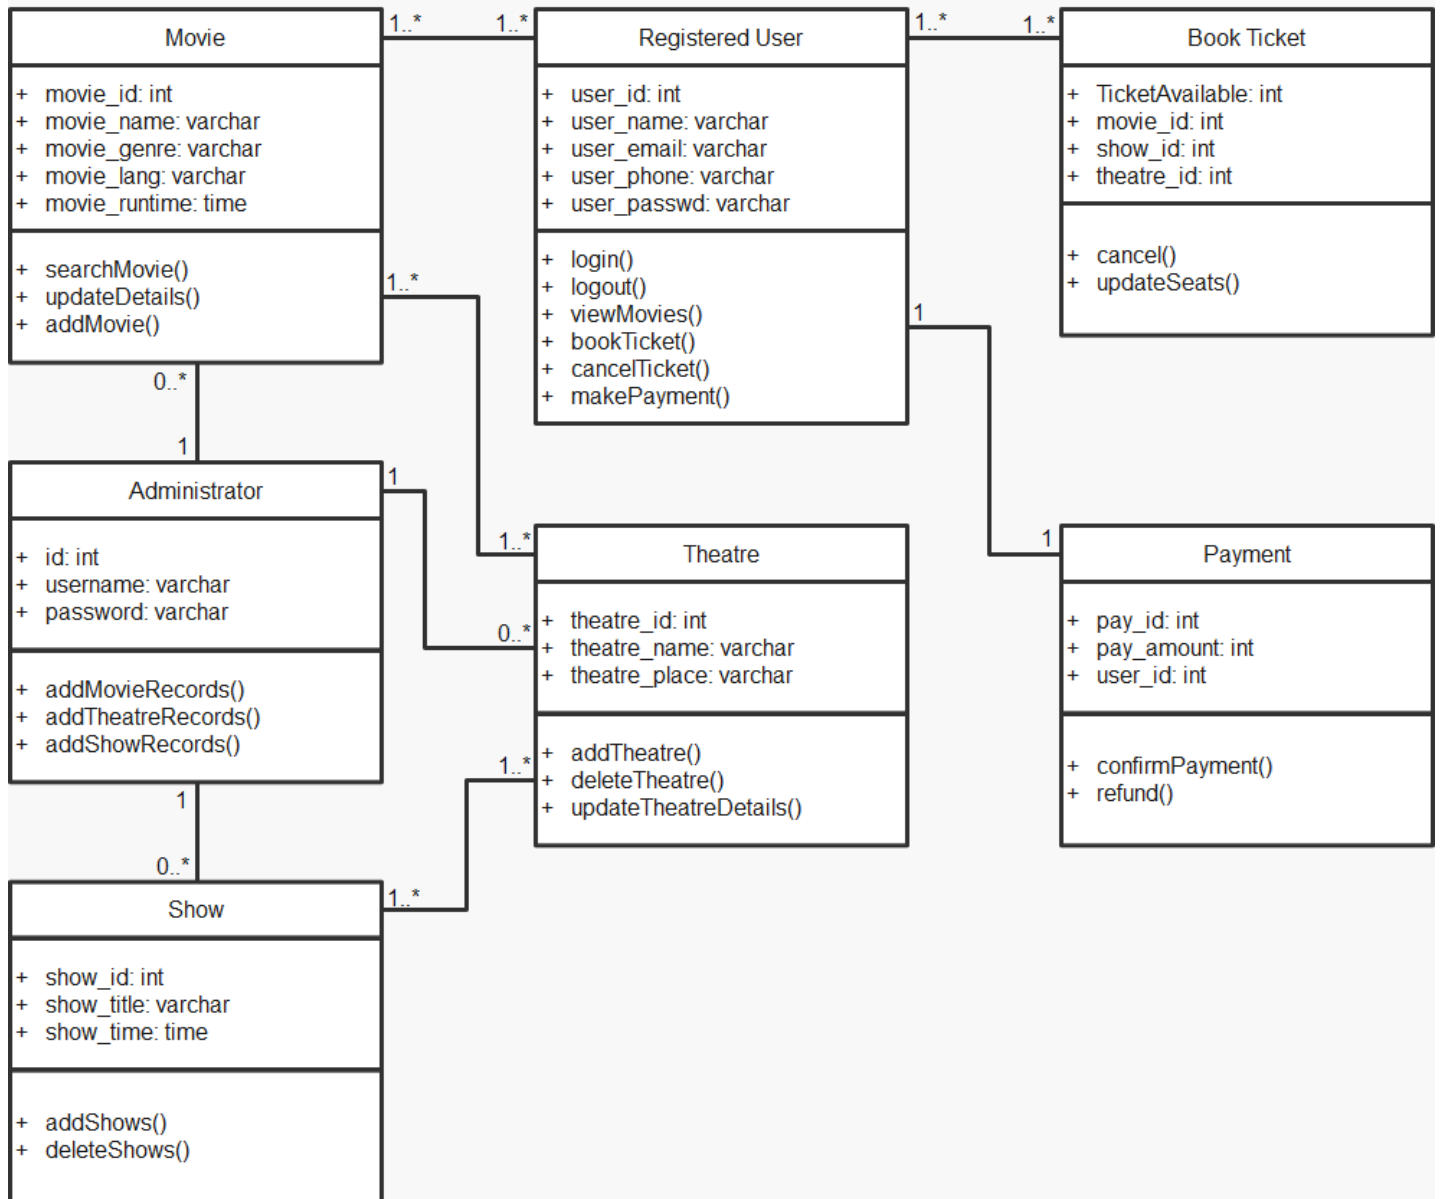 Movie
+ movie_id: int
+ movie_name: varchar
+ movie_genre: varchar
+ movie_lang: varchar
+ movie_runtime: time
+ searchMovie()
+ updateDetails()
+ addMovie()
1..*
1..*
Registered User
+ user_id: int
+ user_name: varchar
+ user_email: varchar
+ user_phone: varchar
+ user_passwd: varchar
+ login()
+ logout()
+ viewMovies()
+ bookTicket()
+ cancelTicket()
+ makePayment()
1..*
1..*
Book Ticket
+ TicketAvailable: int
+ movie_id: int
+ show_id: int
+ theatre_id: int
+ cancel()
+ updateSeats()
1..*
1
0..*
1
Administrator
+ id: int
+ username: varchar
+ password: varchar
+ addMovieRecords()
+ addTheatreRecords()
+ addShowRecords()
1
1..*
0..*
1..*
Theatre
+ theatre_id: int
+ theatre_name: varchar
+ theatre_place: varchar
+ addTheatre()
+ deleteTheatre()
+ updateTheatreDetails()
1
Payment
+ pay_id: int
+ pay_amount: int
+ user_id: int
+ confirmPayment()
+ refund()
1
0..*
1..*
Show
+ show_id: int
+ show_title: varchar
+ show_time: time
+ addShows()
+ deleteShows()